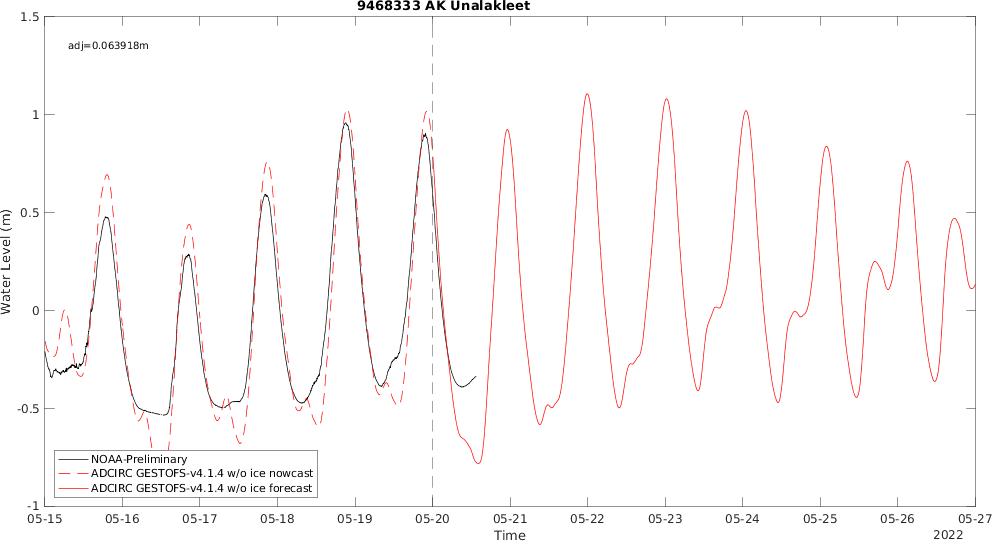 9468333 AK Unalakleet
adj=0.063918m
1.5
1
0.5
0
-0.5
-1
Water Level (m)
NOAA-Preliminary
ADCIRC GESTOFS-v4.1.4 w/o ice nowcast
ADCIRC GESTOFS-v4.1.4 w/o ice forecast
05-15 05-16 05-17 05-18 05-19 05-20 05-21 05-22 05-23 05-24 05-25 05-26 05-27
Time
2022